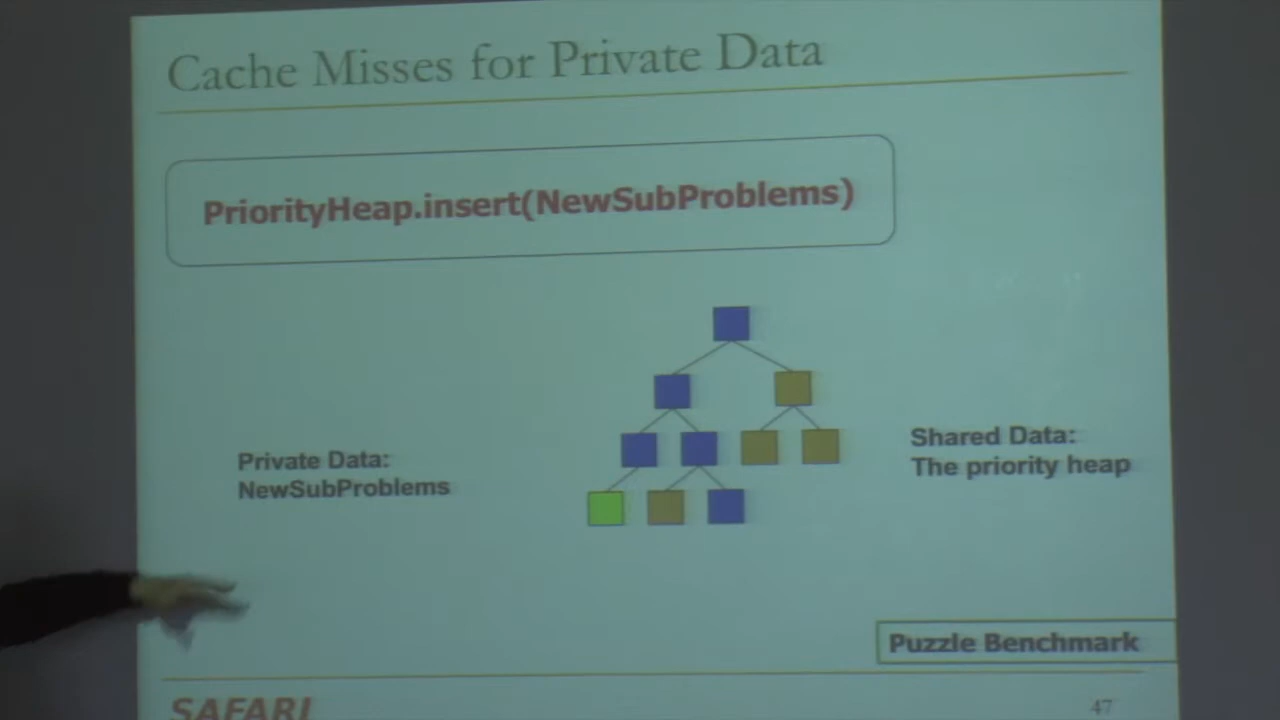 Cache Misses for Private Data
PriorityHeap.insert(NewSubProblems)
Private Data:
NewSubProblems
Shared Data:
The priority heap
Puzzle Benchmark
SAFARI
47